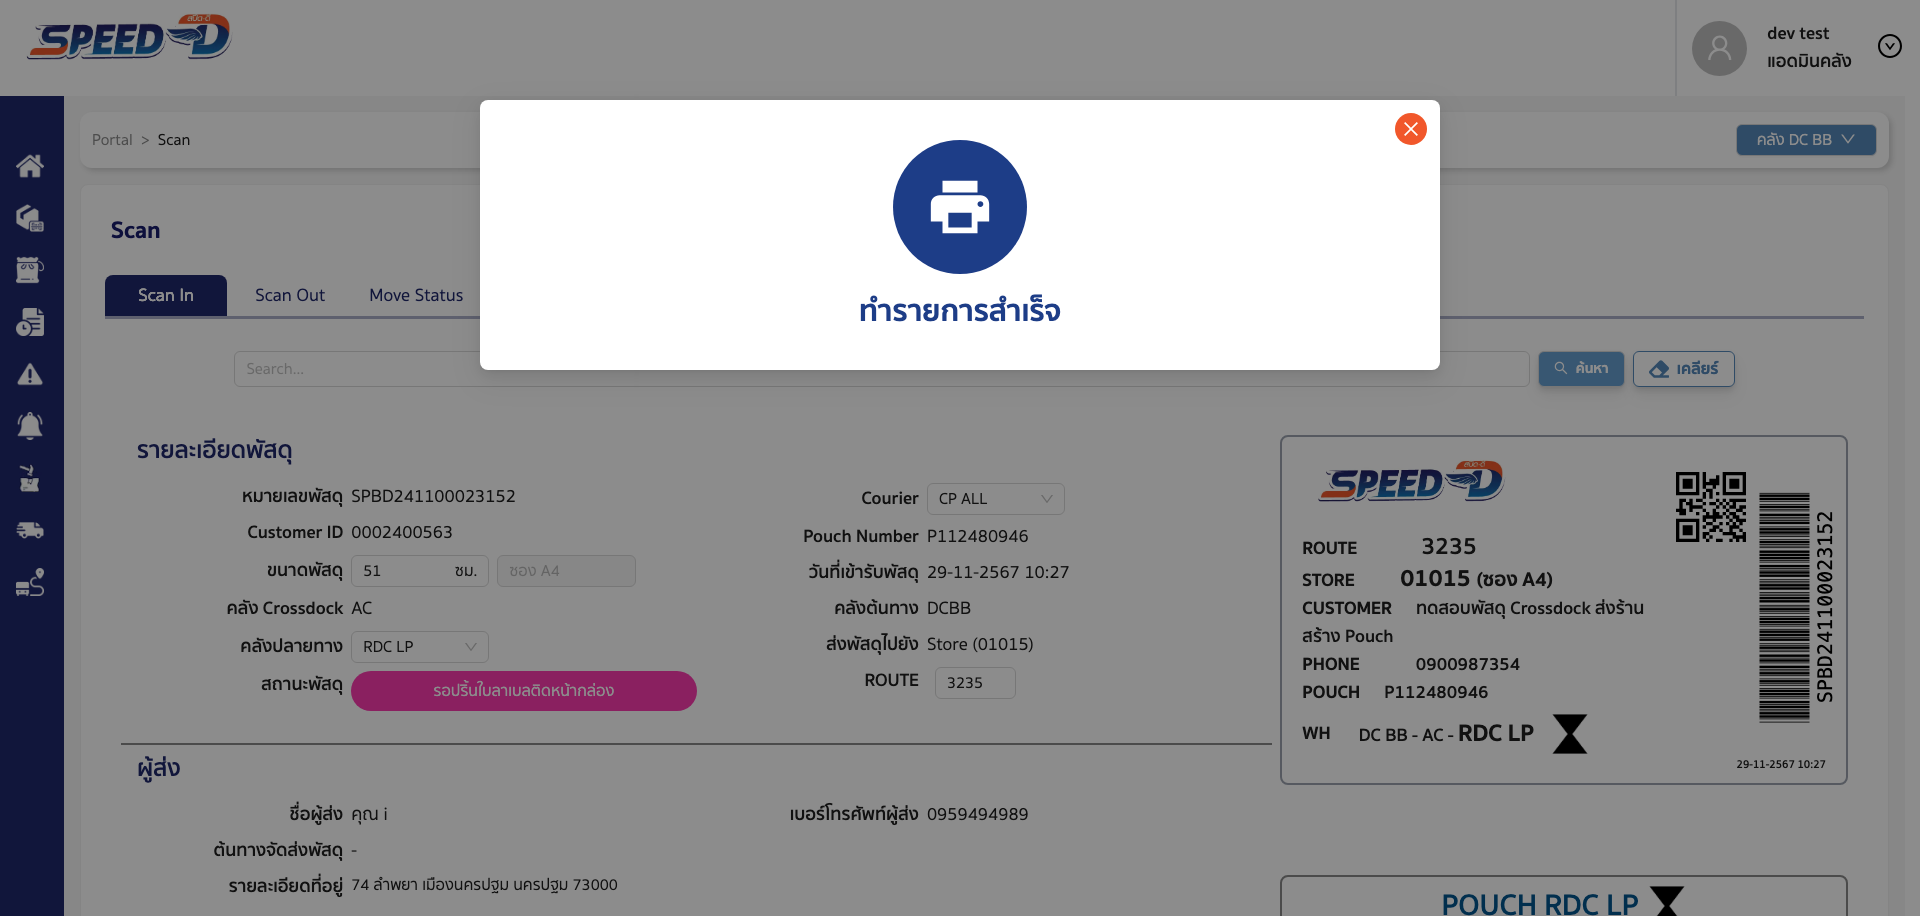 SPEED-D
สปีด-ดี
dev test
แอดมินคลัง
Portal > Scan
คลัง DC BB
Scan
Scan In
Scan Out
Move Status
ทำรายการสำเร็จ
Search...
ค้นหา
เคลียร์
รายละเอียดพัสดุ
หมายเลขพัสดุ SPBD241100023152
Customer ID 0002400563
ขนาดพัสดุ 51 ซม. ซอง A4
คลัง Crossdock AC
คลังปลายทาง RDC LP
สถานะพัสดุ รอปริ้นใบลาเบลติดหน้ากล่อง
Courier CP ALL
Pouch Number P112480946
วันที่เข้ารับพัสดุ 29-11-2567 10:27
คลังต้นทาง DCBB
ส่งพัสดุไปยัง Store (01015)
ROUTE 3235
SPEED-D
สปีด-ดี
ROUTE 3235
STORE 01015 (ซอง A4)
CUSTOMER ทดสอบพัสดุ Crossdock ส่งร้าน
สร้าง Pouch
PHONE 0900987354
POUCH P112480946
WH DC BB - AC - RDC LP
SPBD241100023152
29-11-2567 10:27
ผู้ส่ง
ชื่อผู้ส่ง คุณ i
เบอร์โทรศัพท์ผู้ส่ง 0959494989
ต้นทางจัดส่งพัสดุ -
รายละเอียดที่อยู่ 74 ลำพยา เมืองนครปฐม นครปฐม 73000
POUCH RDC LP